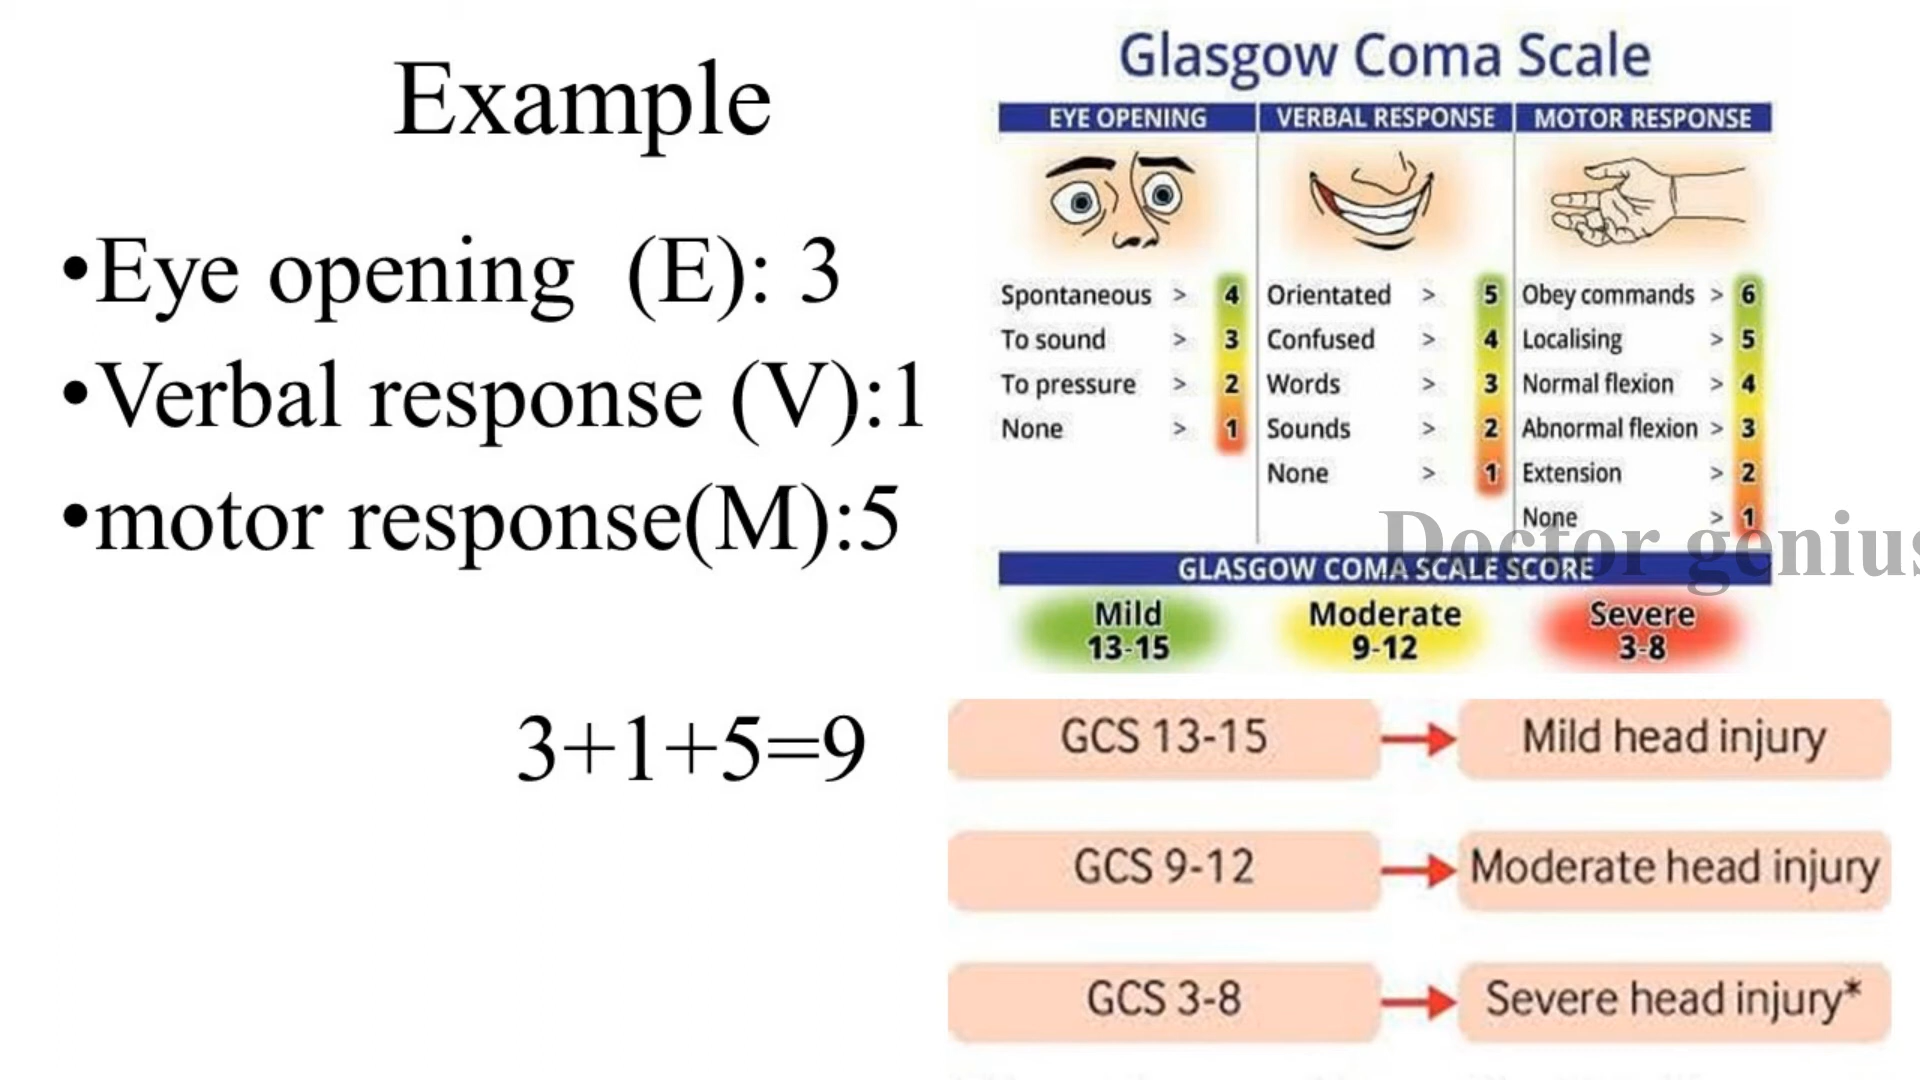 Example
•Eye opening (E): 3
•Verbal response (V):1
•motor response(M):5
3+1+5=9
Glasgow Coma Scale
EYE OPENING VERBAL RESPONSE MOTOR RESPONSE
Spontaneous > 4 Orientated > 5 Obey commands > 6
To sound > 3 Confused > 4 Localising > 5
To pressure > 2 Words > 3 Normal flexion > 4
None > 1 Sounds > 2 Abnormal flexion > 3
None > 1 Extension > 2
None > 1
Doctor genius
GLASGOW COMA SCALE SCORE
Mild Moderate Severe
13-15 9-12 3-8
GCS 13-15 Mild head injury
GCS 9-12 Moderate head injury
GCS 3-8 Severe head injury*